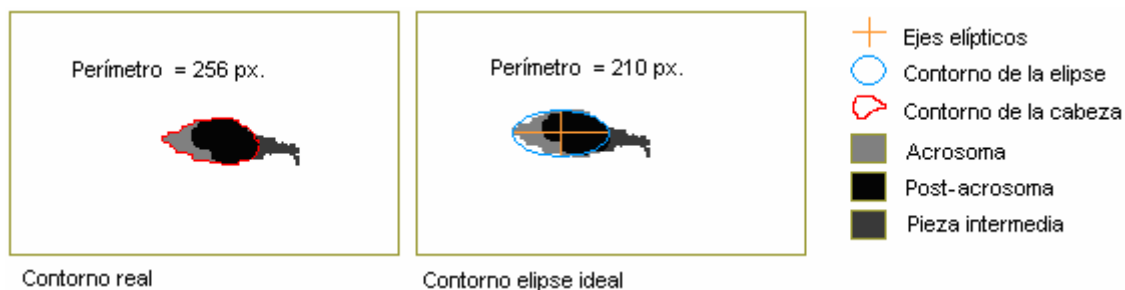 Perímetro = 256 px.
Contorno real
Perímetro = 210 px.
Contorno elipse ideal
Ejes elípticos
Contorno de la elipse
Contorno de la cabeza
Acrosoma
Post-acrosoma
Pieza intermedia